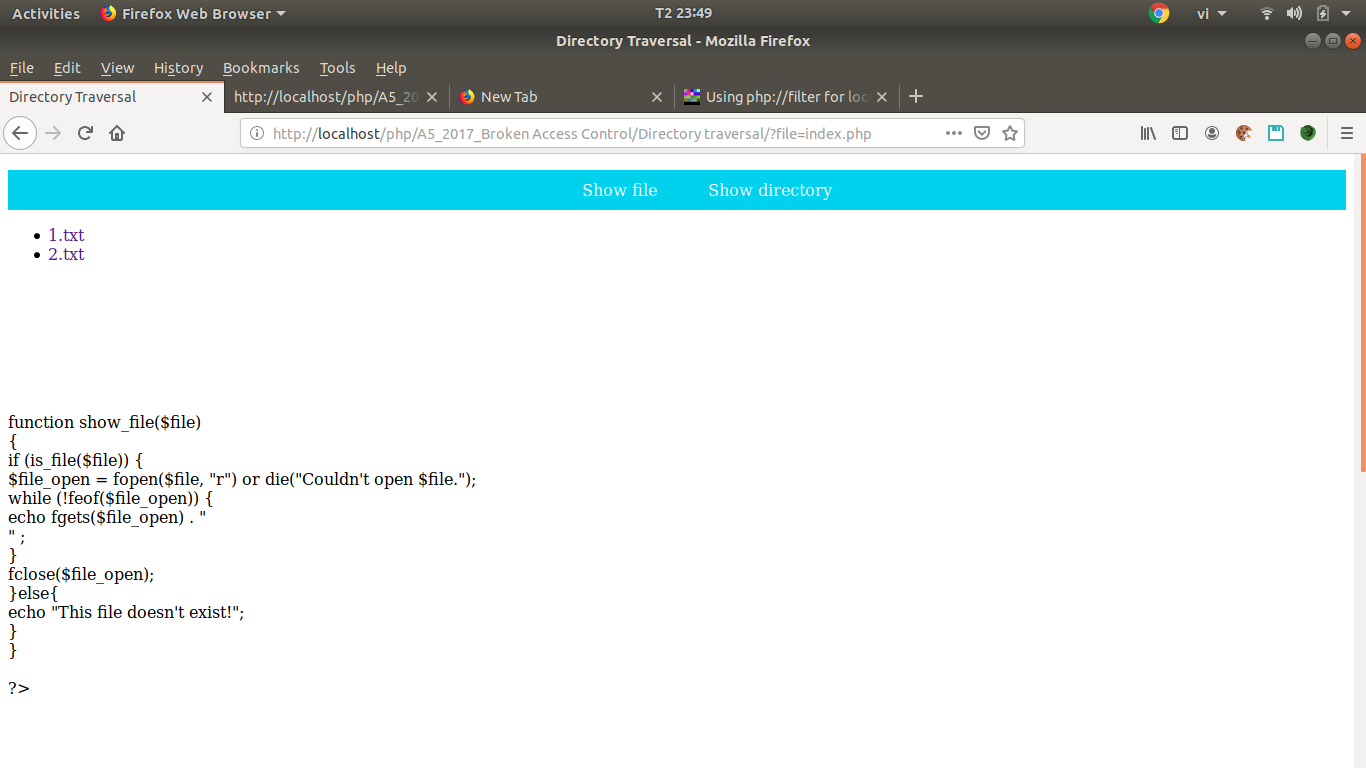 Activities Firefox Web Browser T2 23:49 vi
Directory Traversal - Mozilla Firefox
File Edit View History Bookmarks Tools Help
Directory Traversal http://localhost/php/A5_20 New Tab Using php://filter for loc
http://localhost/php/A5_2017_Broken Access Control/Directory traversal/?file=index.php
Show file Show directory
1.txt
2.txt
function show_file($file)
{
if (is_file($file)) {
$file_open = fopen($file, "r") or die("Couldn't open $file.");
while (!feof($file_open)) {
echo fgets($file_open) . "
" ;
}
fclose($file_open);
}else{
echo "This file doesn't exist!";
}
}
?>